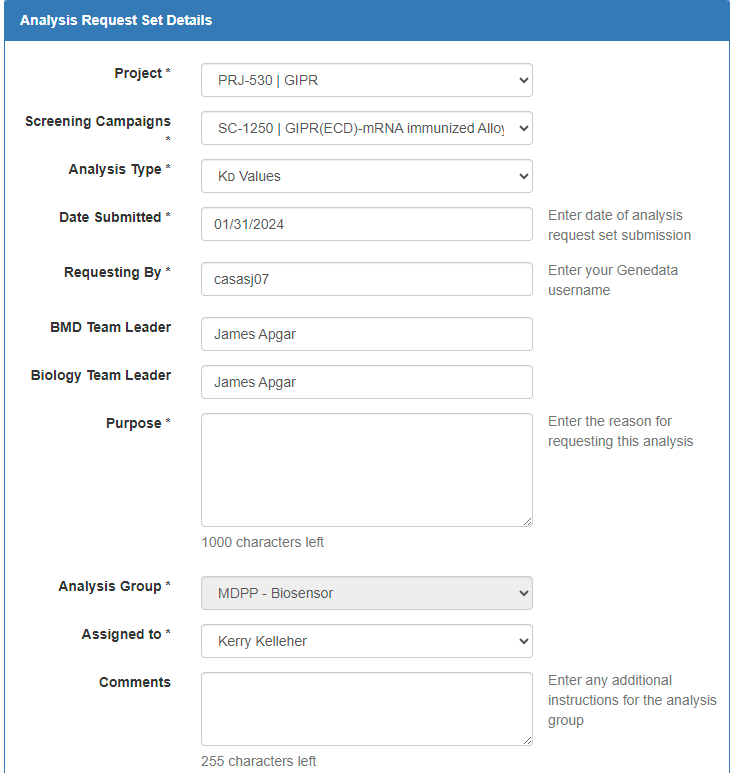 Analysis Request Set Details
Project *
PRJ-530 | GIPR
Screening Campaigns
*
SC-1250 | GIPR(ECD)-mRNA immunized Alloy
Analysis Type *
KD Values
Date Submitted *
01/31/2024
Enter date of analysis
request set submission
Requesting By *
casasj07
Enter your Genedata
username
BMD Team Leader
James Apgar
Biology Team Leader
James Apgar
Purpose *
Enter the reason for
requesting this analysis
1000 characters left
Analysis Group *
MDPP - Biosensor
Assigned to *
Kerry Kelleher
Comments
Enter any additional
instructions for the analysis
group
255 characters left